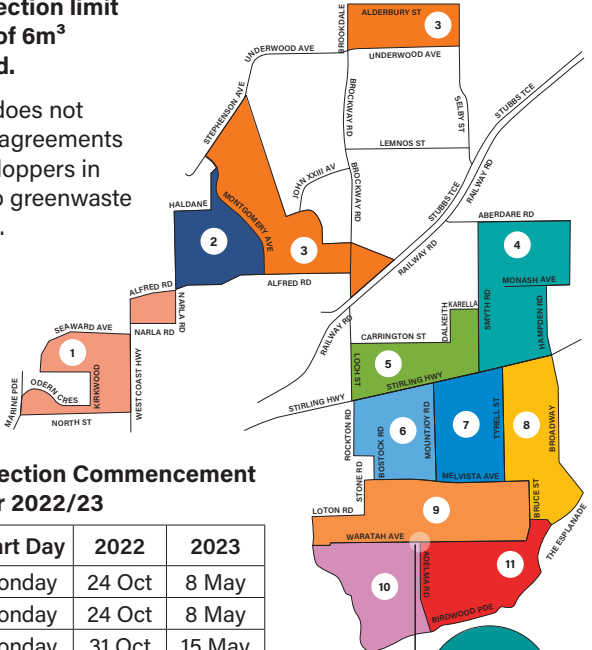 ection limit
of 6m³
d.
does not
agreements
loppers in
o greenwaste
ALDERBURY ST
3
BROOKDALE
UNDERWOOD AVE
UNDERWOOD AVE
STEPHENSON AVE
BROCKWAY RD
SELBY ST
STUBBS TCE
LEMNOS ST
JOHN XXIII AV
BROCKWAY RD
STUBBS TCE
RAILWAY RD
HALDANE
MONTGOMERY AVE
2
3
RAILWAY RD
ABERDARE RD
4
MONASH AVE
ALFRED RD
ALFRED RD
NARLA RD
SMYTH RD
HAMPDEN RD
KARELLA
DALKEITH
SEAWARD AVE
NARLA RD
RAILWAY RD
CARRINGTON ST
1
5
LOCH ST
STIRLING HWY
KIRKWOOD
WEST COAST HWY
ODERN CRES
MARINE PDE
NORTH ST
STIRLING HWY
ROCKTON RD
BOSTOCK RD
6
MOUNTJOY RD
7
TYRELL ST
8
BROADWAY
STONE RD
MELVISTA AVE
BRUCE ST
9
LOTON RD
WARATAH AVE
THE ESPLANADE
10
ADELMA RD
11
BIRDWOOD PDE
ection Commencement
r 2022/23
art Day 2022 2023
onday 24 Oct 8 May
onday 24 Oct 8 May
onday 31 Oct 15 May